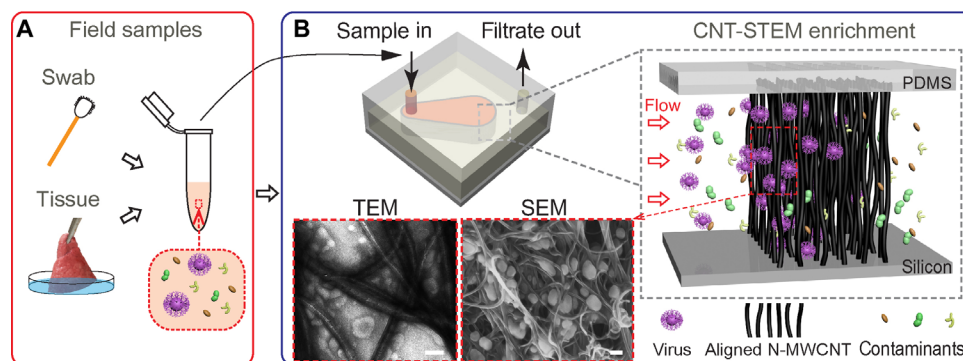 A
Field samples
Swab
Tissue
B
Sample in
Filtrate out
CNT-STEM enrichment
PDMS
Flow
Silicon
TEM
SEM
Virus
Aligned N-MWCNT
Contaminants